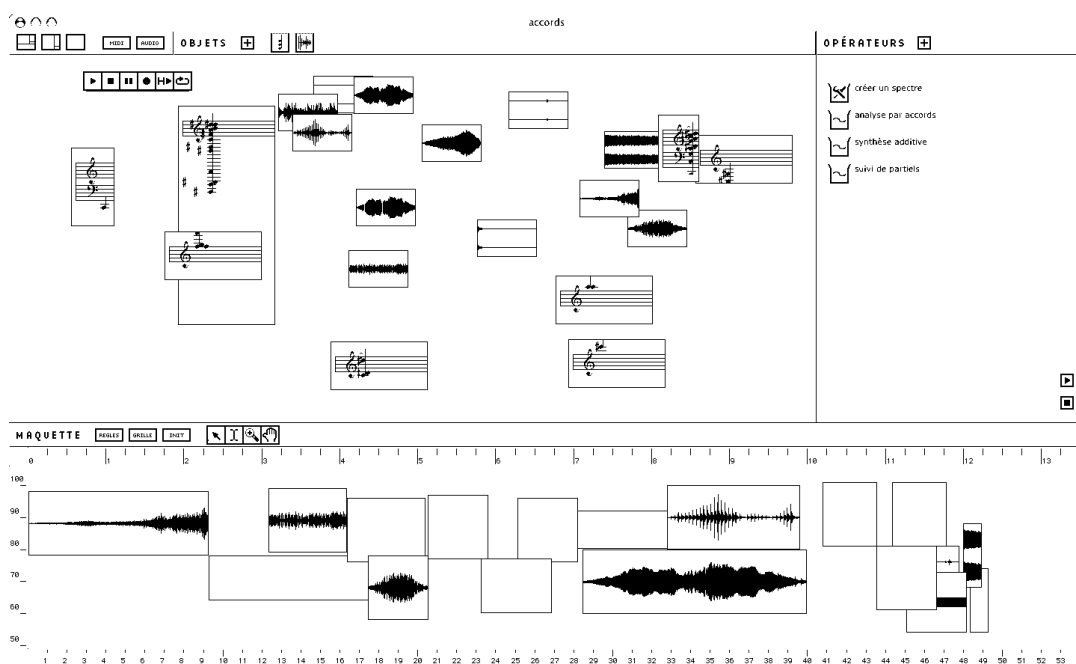 accords
MIDI AUDIO OBJETS + OPÉRATEURS +
créer un spectre
analyse par accords
synthèse additive
suivi de partiels
MAQUETTE REGLES GRILLE INIT
0 1 2 3 4 5 6 7 8 9 10 11 12 13
100
90
80
70
60
50
1 2 3 4 5 6 7 8 9 10 11 12 13 14 15 16 17 18 19 20 21 22 23 24 25 26 27 28 29 30 31 32 33 34 35 36 37 38 39 40 41 42 43 44 45 46 47 48 49 50 51 52 53